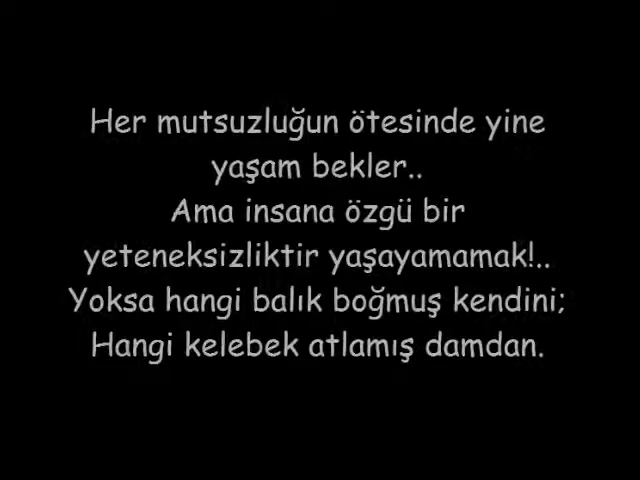 Her mutsuzluğun ötesinde yine
yaşam bekler..
Ama insana özgü bir
yeteneksizliktir yaşayamamak!..
Yoksa hangi balık boğmuş kendini;
Hangi kelebek atlamış damdan.